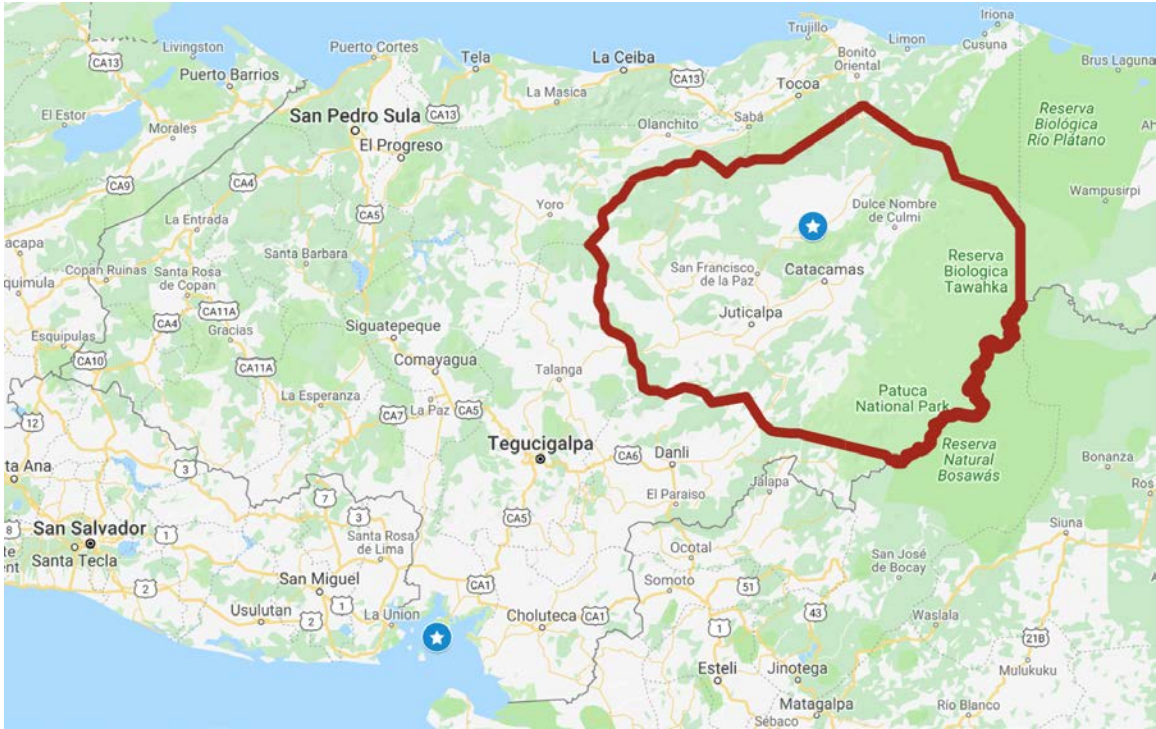 Iriona
Trujillo
Limon
Cusuna
CA13
Livingston
Puerto Cortes
Tela
La Ceiba
Bonito
Oriental
Brus Laguna
Puerto Barrios
CA13
Tocoa
La Masica
El Estor
San Pedro Sula
CA13
Sabá
Reserva
Biológica
Río Plátano
Morales
Olanchito
El Progreso
CA9
CA4
Wampusirpi
Yoro
Dulce Nombre
de Culmi
La Entrada
CA5
Santa Barbara
Copan Ruinas
Santa Rosa
de Copan
San Francisco
de la Paz
Catacamas
Reserva
Biologica
Tawahka
CA11A
CA4
Gracias
Siguatepeque
Juticalpa
Esquipulas
CA10
CA11A
Comayagua
Talanga
La Esperanza
CA7
La Paz
CA5
Patuca
National Park
12
Tegucigalpa
CA6
Danli
Reserva
Natural
Bosawás
Bonanza
3
El Paraiso
Jalapa
7
CA5
3
San Salvador
8
1
Santa Tecla
Santa Rosa
de Lima
Siuna
Ocotal
San José
de Bocay
San Miguel
CA1
Somoto
51
2
Usulutan
2
1
La Union
Choluteca
CA1
43
Waslala
1
21B
Esteli
Jinotega
Mulukuku
Matagalpa
Río Blanco
Sébaco